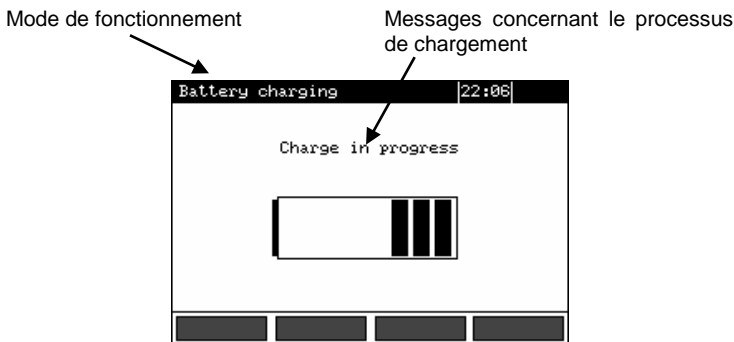 Mode de fonctionnement
Messages concernant le processus
de chargement
Battery charging
22:06
Charge in progress